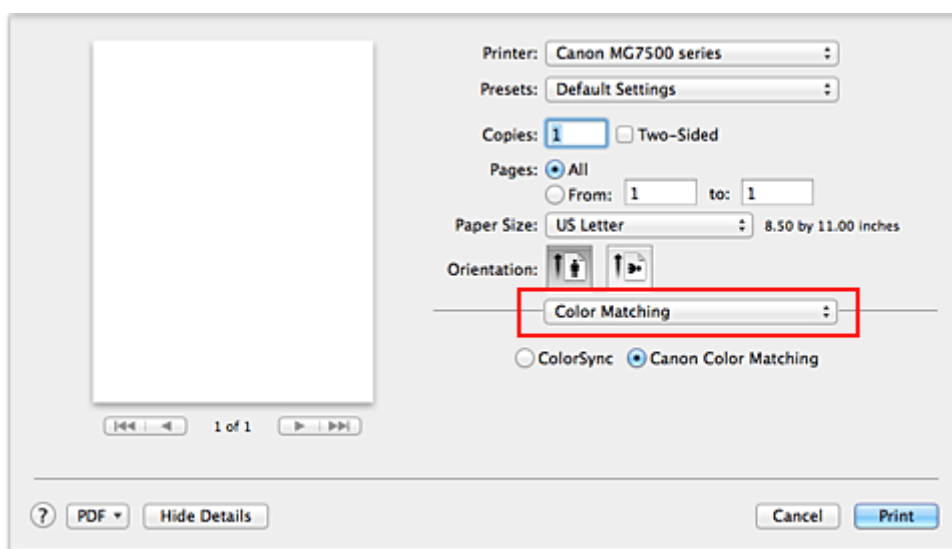 Printer: Canon MG7500 series
Presets: Default Settings
Copies: 1 Two-Sided
Pages: All
From: 1 to: 1
Paper Size: US Letter 8.50 by 11.00 inches
Orientation:
Color Matching
ColorSync Canon Color Matching
1 of 1
? PDF Hide Details Cancel Print